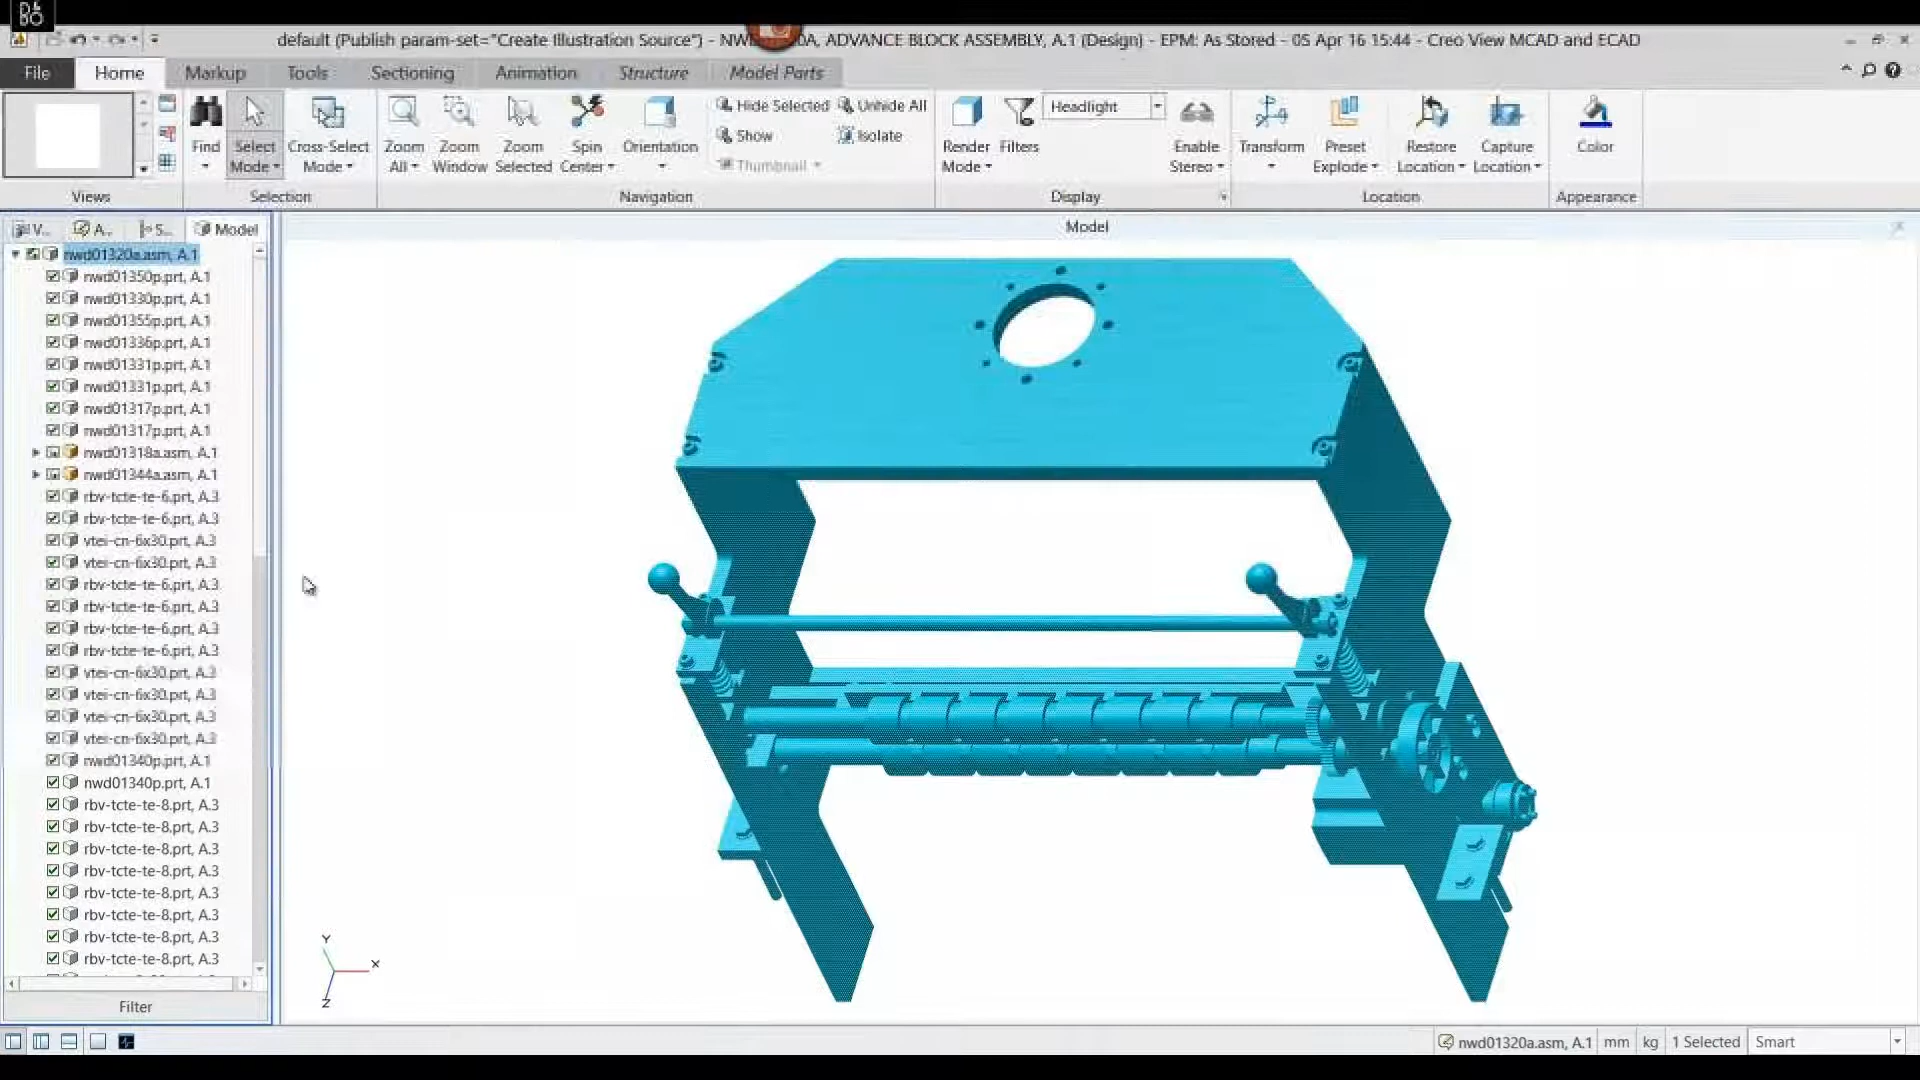 default (Publish param-set="Create Illustration Source") - NW 0A, ADVANCE BLOCK ASSEMBLY, A.1 (Design) - EPM: As Stored - 05 Apr 16 15:44 - Creo View MCAD and ECAD
File Home Markup Tools Sectioning Animation Structure Model Parts
Find Select Mode Cross-Select Mode Zoom All Zoom Window Zoom Selected Spin Center Orientation
Hide Selected Unhide All
Show Isolate
Thumbnail
Render Mode Filters Headlight Enable Stereo Transform Preset Explode Restore Location Capture Location Color
Views Selection Navigation Display Location Appearance
V... A... S... Model
Model
nwd01320a.asm, A.1
nwd01350p.prt, A.1
nwd01330p.prt, A.1
nwd01355p.prt, A.1
nwd01336p.prt, A.1
nwd01331p.prt, A.1
nwd01331p.prt, A.1
nwd01317p.prt, A.1
nwd01317p.prt, A.1
nwd01318a.asm, A.1
nwd01344a.asm, A.1
rbv-tcte-te-6.prt, A.3
rbv-tcte-te-6.prt, A.3
vtei-cn-6x30.prt, A.3
vtei-cn-6x30.prt, A.3
rbv-tcte-te-6.prt, A.3
rbv-tcte-te-6.prt, A.3
rbv-tcte-te-6.prt, A.3
rbv-tcte-te-6.prt, A.3
vtei-cn-6x30.prt, A.3
vtei-cn-6x30.prt, A.3
vtei-cn-6x30.prt, A.3
vtei-cn-6x30.prt, A.3
nwd01340p.prt, A.1
nwd01340p.prt, A.1
rbv-tcte-te-8.prt, A.3
rbv-tcte-te-8.prt, A.3
rbv-tcte-te-8.prt, A.3
rbv-tcte-te-8.prt, A.3
rbv-tcte-te-8.prt, A.3
rbv-tcte-te-8.prt, A.3
rbv-tcte-te-8.prt, A.3
rbv-tcte-te-8.prt, A.3
Y
X
Z
Filter
nwd01320a.asm, A.1 mm kg 1 Selected Smart